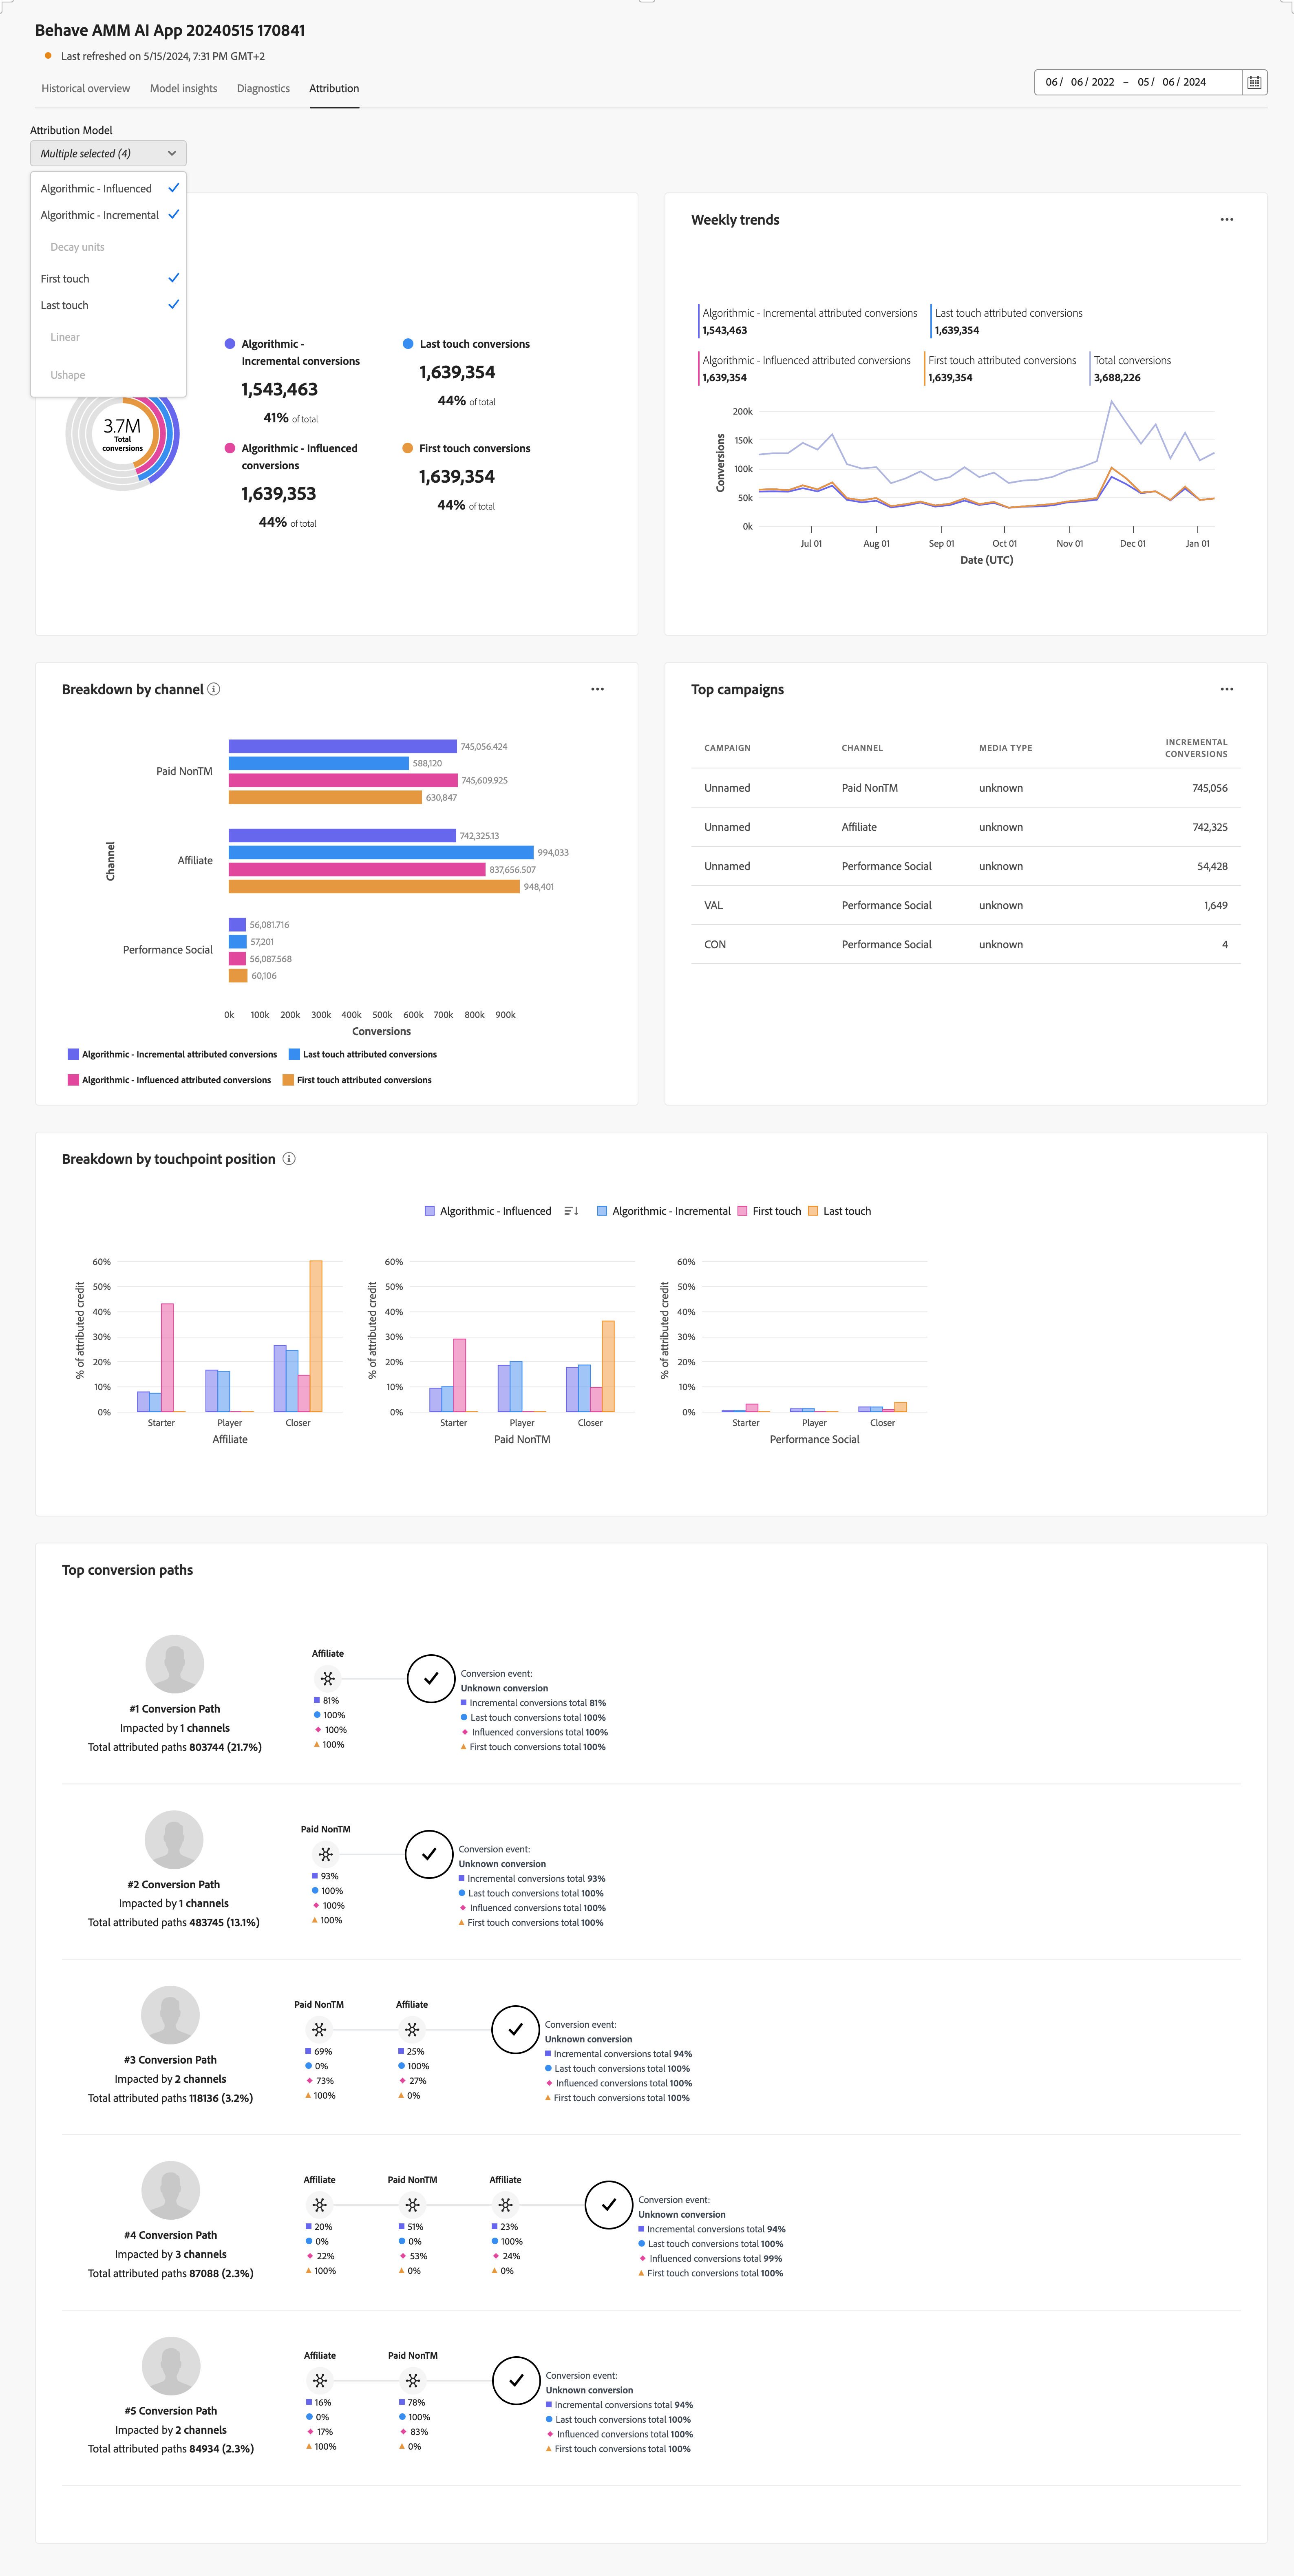 Behave AMM AI App 20240515 170841
Last refreshed on 5/15/2024, 7:31 PM GMT+2
Historical overview Model insights Diagnostics Attribution
06 / 06 / 2022 – 05 / 06 / 2024
Attribution Model
Multiple selected (4)
Algorithmic - Influenced
Algorithmic - Incremental
Decay units
First touch
Last touch
Linear
Ushape
3.7M
Total
conversions
Algorithmic -
Incremental conversions
1,543,463
41% of total
Last touch conversions
1,639,354
44% of total
Algorithmic - Influenced
conversions
1,639,353
44% of total
First touch conversions
1,639,354
44% of total
Weekly trends
Algorithmic - Incremental attributed conversions
1,543,463
Last touch attributed conversions
1,639,354
Algorithmic - Influenced attributed conversions
1,639,354
First touch attributed conversions
1,639,354
Total conversions
3,688,226
Conversions
200k
150k
100k
50k
0k
Jul 01 Aug 01 Sep 01 Oct 01 Nov 01 Dec 01 Jan 01
Date (UTC)
Breakdown by channel
Channel
Paid NonTM
745,056.424
588,120
745,609.925
630,847
Affiliate
742,325.13
994,033
837,656.507
948,401
Performance Social
56,081.716
57,201
56,087.568
60,106
0k 100k 200k 300k 400k 500k 600k 700k 800k 900k
Conversions
Algorithmic - Incremental attributed conversions Last touch attributed conversions
Algorithmic - Influenced attributed conversions First touch attributed conversions
Top campaigns
CAMPAIGN CHANNEL MEDIA TYPE INCREMENTAL
CONVERSIONS
Unnamed Paid NonTM unknown 745,056
Unnamed Affiliate unknown 742,325
Unnamed Performance Social unknown 54,428
VAL Performance Social unknown 1,649
CON Performance Social unknown 4
Breakdown by touchpoint position
Algorithmic - Influenced Algorithmic - Incremental First touch Last touch
% of attributed credit
60%
50%
40%
30%
20%
10%
0%
Starter Player Closer
Affiliate
% of attributed credit
60%
50%
40%
30%
20%
10%
0%
Starter Player Closer
Paid NonTM
% of attributed credit
60%
50%
40%
30%
20%
10%
0%
Starter Player Closer
Performance Social
Top conversion paths
#1 Conversion Path
Impacted by 1 channels
Total attributed paths 803744 (21.7%)
Affiliate
81%
100%
100%
100%
Conversion event:
Unknown conversion
Incremental conversions total 81%
Last touch conversions total 100%
Influenced conversions total 100%
First touch conversions total 100%
#2 Conversion Path
Impacted by 1 channels
Total attributed paths 483745 (13.1%)
Paid NonTM
93%
100%
100%
100%
Conversion event:
Unknown conversion
Incremental conversions total 93%
Last touch conversions total 100%
Influenced conversions total 100%
First touch conversions total 100%
#3 Conversion Path
Impacted by 2 channels
Total attributed paths 118136 (3.2%)
Paid NonTM
69%
0%
73%
100%
Affiliate
25%
100%
27%
0%
Conversion event:
Unknown conversion
Incremental conversions total 94%
Last touch conversions total 100%
Influenced conversions total 100%
First touch conversions total 100%
#4 Conversion Path
Impacted by 3 channels
Total attributed paths 87088 (2.3%)
Affiliate
20%
0%
22%
100%
Paid NonTM
51%
0%
53%
0%
Affiliate
23%
100%
24%
0%
Conversion event:
Unknown conversion
Incremental conversions total 94%
Last touch conversions total 100%
Influenced conversions total 99%
First touch conversions total 100%
#5 Conversion Path
Impacted by 2 channels
Total attributed paths 84934 (2.3%)
Affiliate
16%
0%
17%
100%
Paid NonTM
78%
100%
83%
0%
Conversion event:
Unknown conversion
Incremental conversions total 94%
Last touch conversions total 100%
Influenced conversions total 100%
First touch conversions total 100%